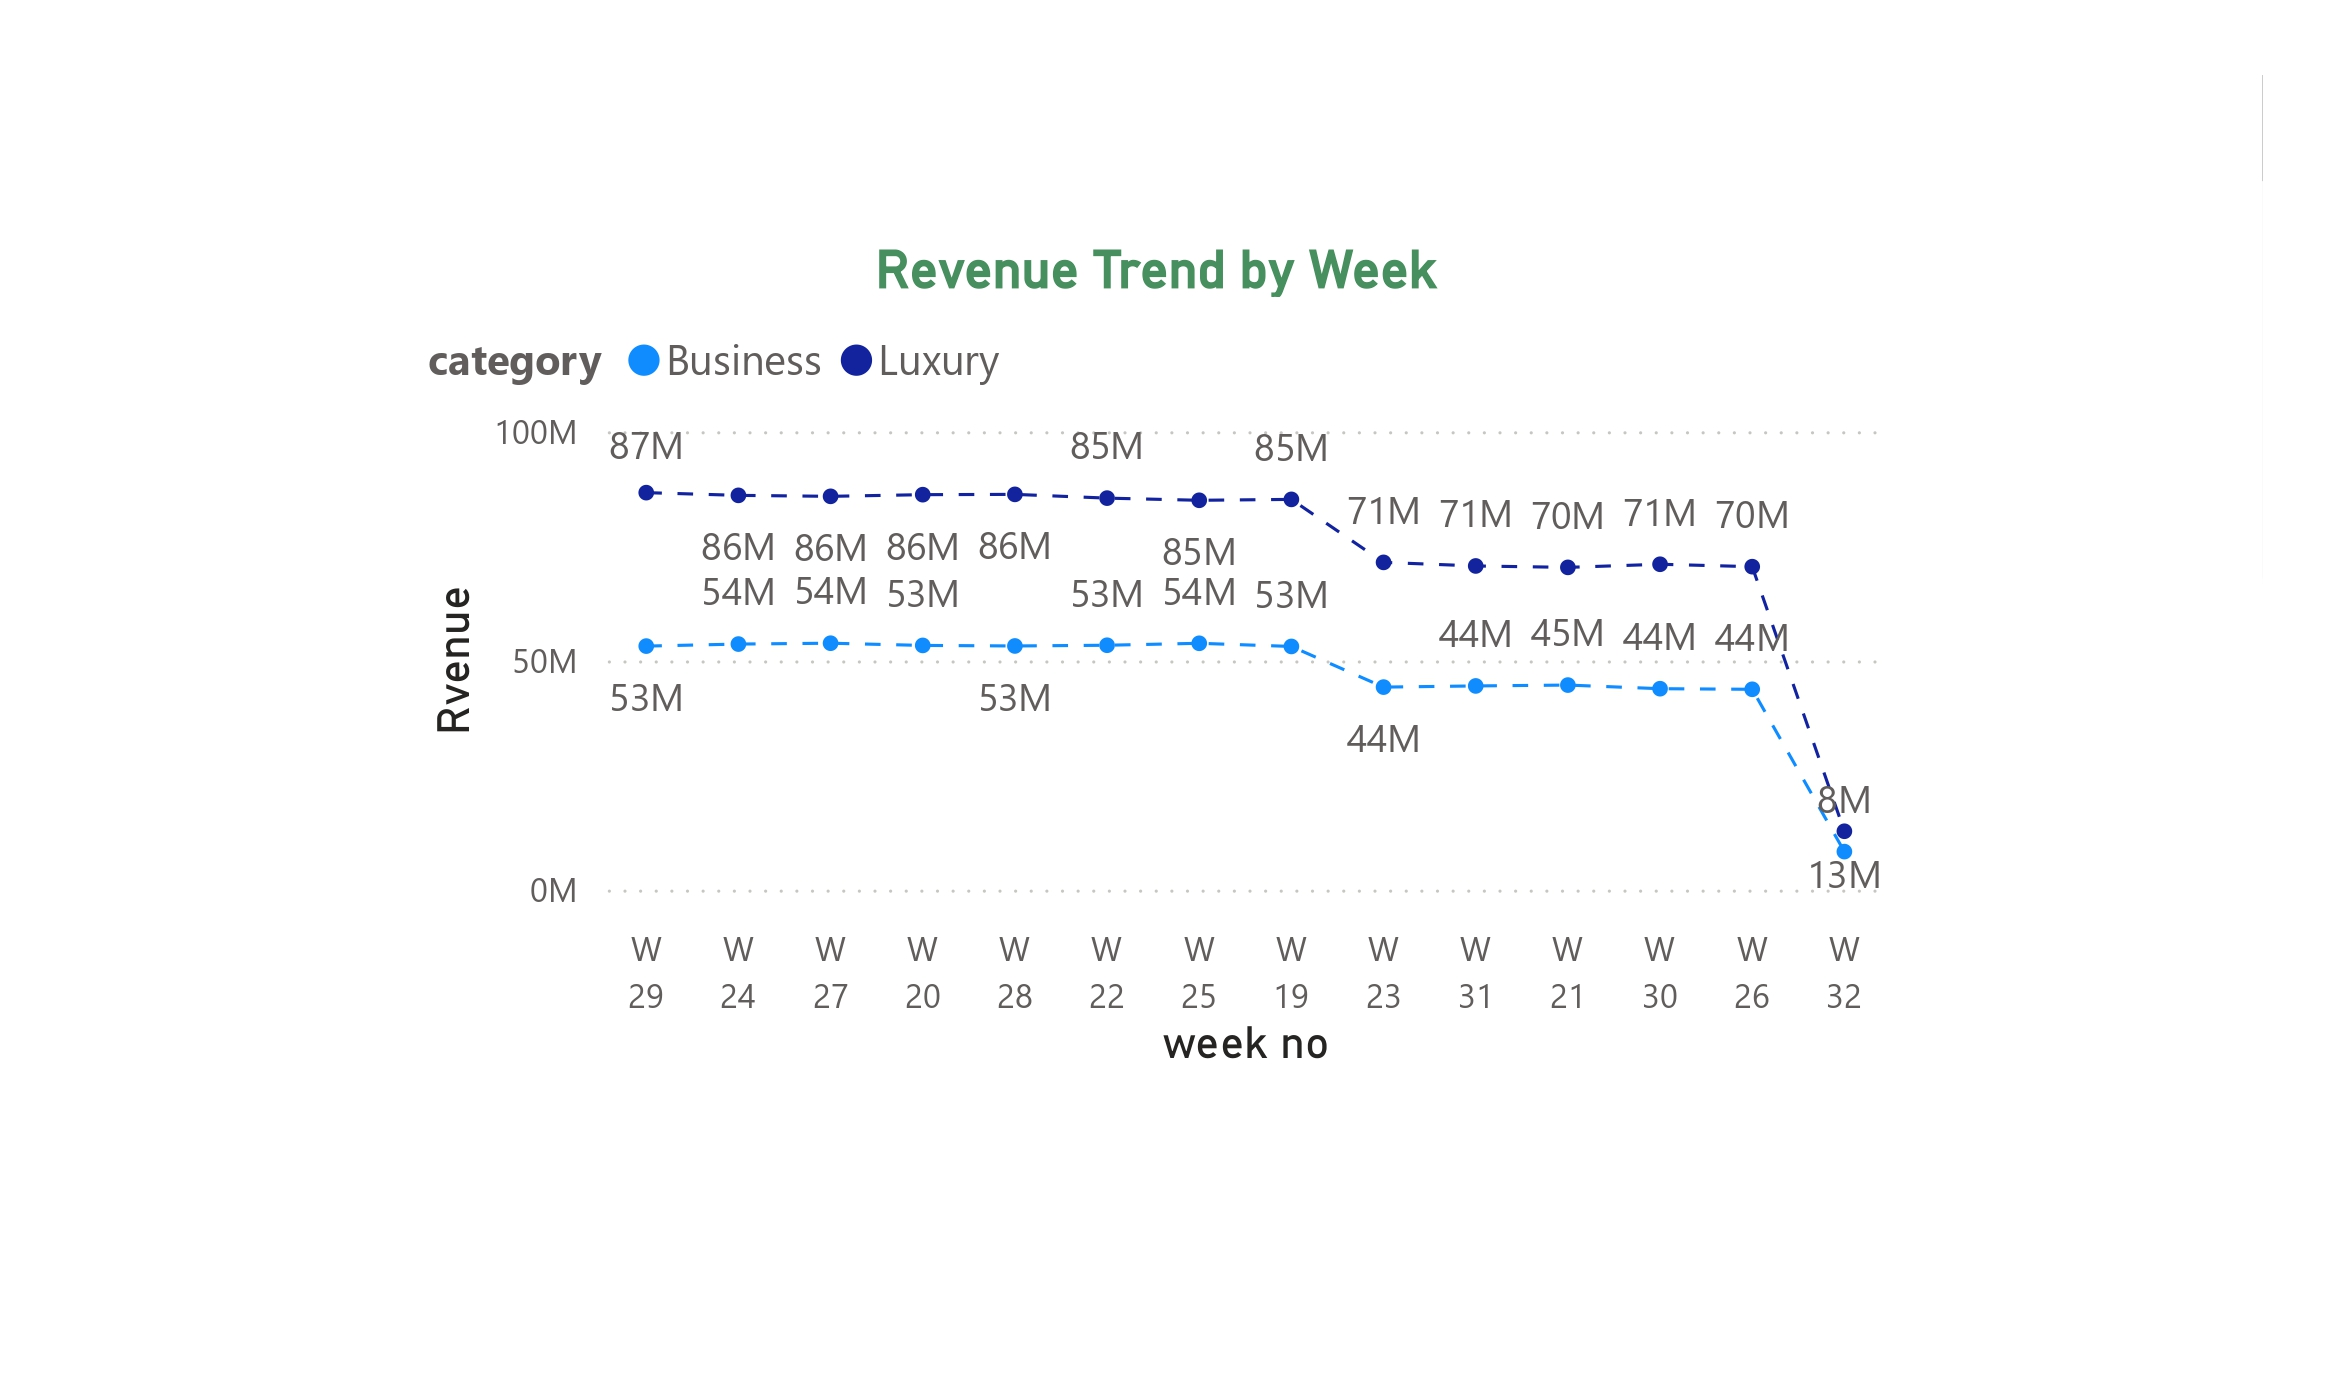 Revenue Trend by Week
category Business Luxury
100M
87M 85M 85M
71M 71M 70M 71M 70M
86M 86M 86M 86M 85M
54M 54M 53M 53M 54M 53M
44M 45M 44M 44M
50M
53M 53M
44M
8M
13M
0M
Rvenue
W W W W W W W W W W W W W W
29 24 27 20 28 22 25 19 23 31 21 30 26 32
week no